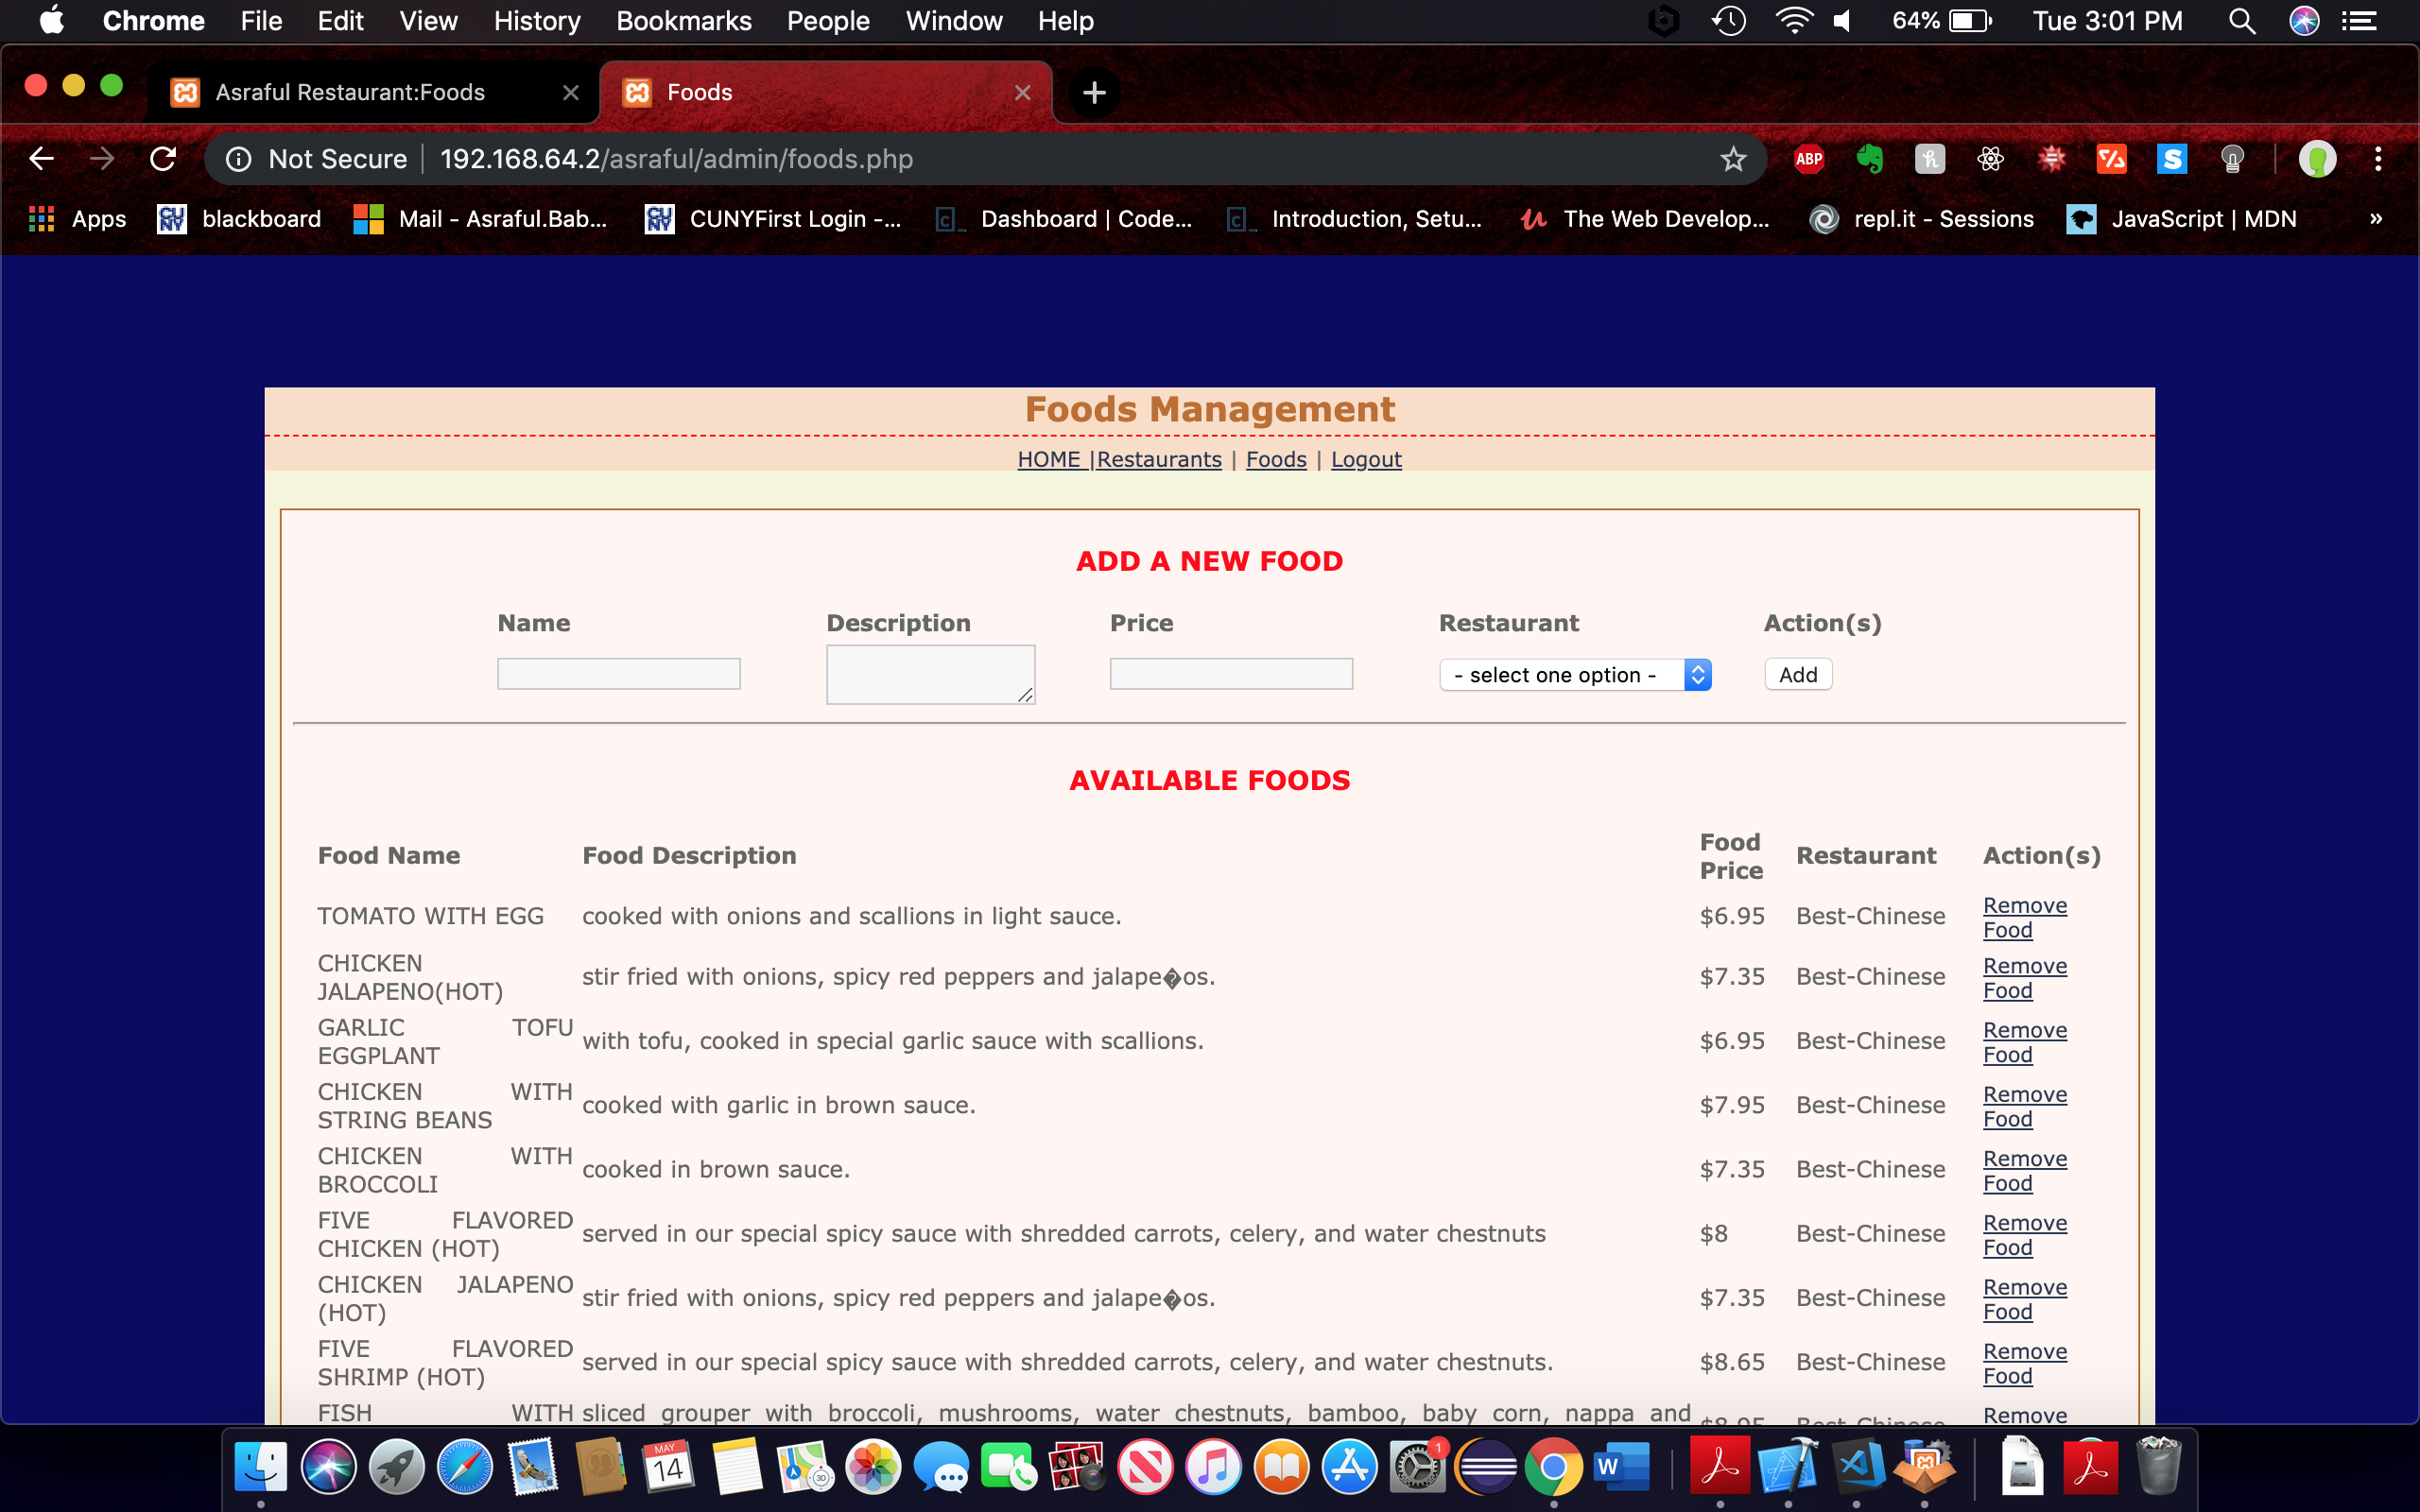 Chrome File Edit View History Bookmarks People Window Help 64% Tue 3:01 PM
Asraful Restaurant:Foods Foods
Not Secure 192.168.64.2/asraful/admin/foods.php ABP
Apps blackboard Mail - Asraful.Bab... CUNYFirst Login -... Dashboard | Code... Introduction, Setu... The Web Develop... repl.it - Sessions JavaScript | MDN »
Foods Management
HOME |Restaurants | Foods | Logout
ADD A NEW FOOD
Name Description Price Restaurant Action(s)
- select one option - Add
AVAILABLE FOODS
Food Name Food Description Food Price Restaurant Action(s)
TOMATO WITH EGG cooked with onions and scallions in light sauce. $6.95 Best-Chinese Remove Food
CHICKEN JALAPENO(HOT) stir fried with onions, spicy red peppers and jalape�os. $7.35 Best-Chinese Remove Food
GARLIC TOFU EGGPLANT with tofu, cooked in special garlic sauce with scallions. $6.95 Best-Chinese Remove Food
CHICKEN WITH STRING BEANS cooked with garlic in brown sauce. $7.95 Best-Chinese Remove Food
CHICKEN WITH BROCCOLI cooked in brown sauce. $7.35 Best-Chinese Remove Food
FIVE FLAVORED CHICKEN (HOT) served in our special spicy sauce with shredded carrots, celery, and water chestnuts $8 Best-Chinese Remove Food
CHICKEN JALAPENO (HOT) stir fried with onions, spicy red peppers and jalape�os. $7.35 Best-Chinese Remove Food
FIVE FLAVORED SHRIMP (HOT) served in our special spicy sauce with shredded carrots, celery, and water chestnuts. $8.65 Best-Chinese Remove Food
FISH WITH sliced grouper with broccoli, mushrooms, water chestnuts, bamboo, baby corn, nappa and $8.95 Best-Chinese Remove
MAY
14
3D
1
W